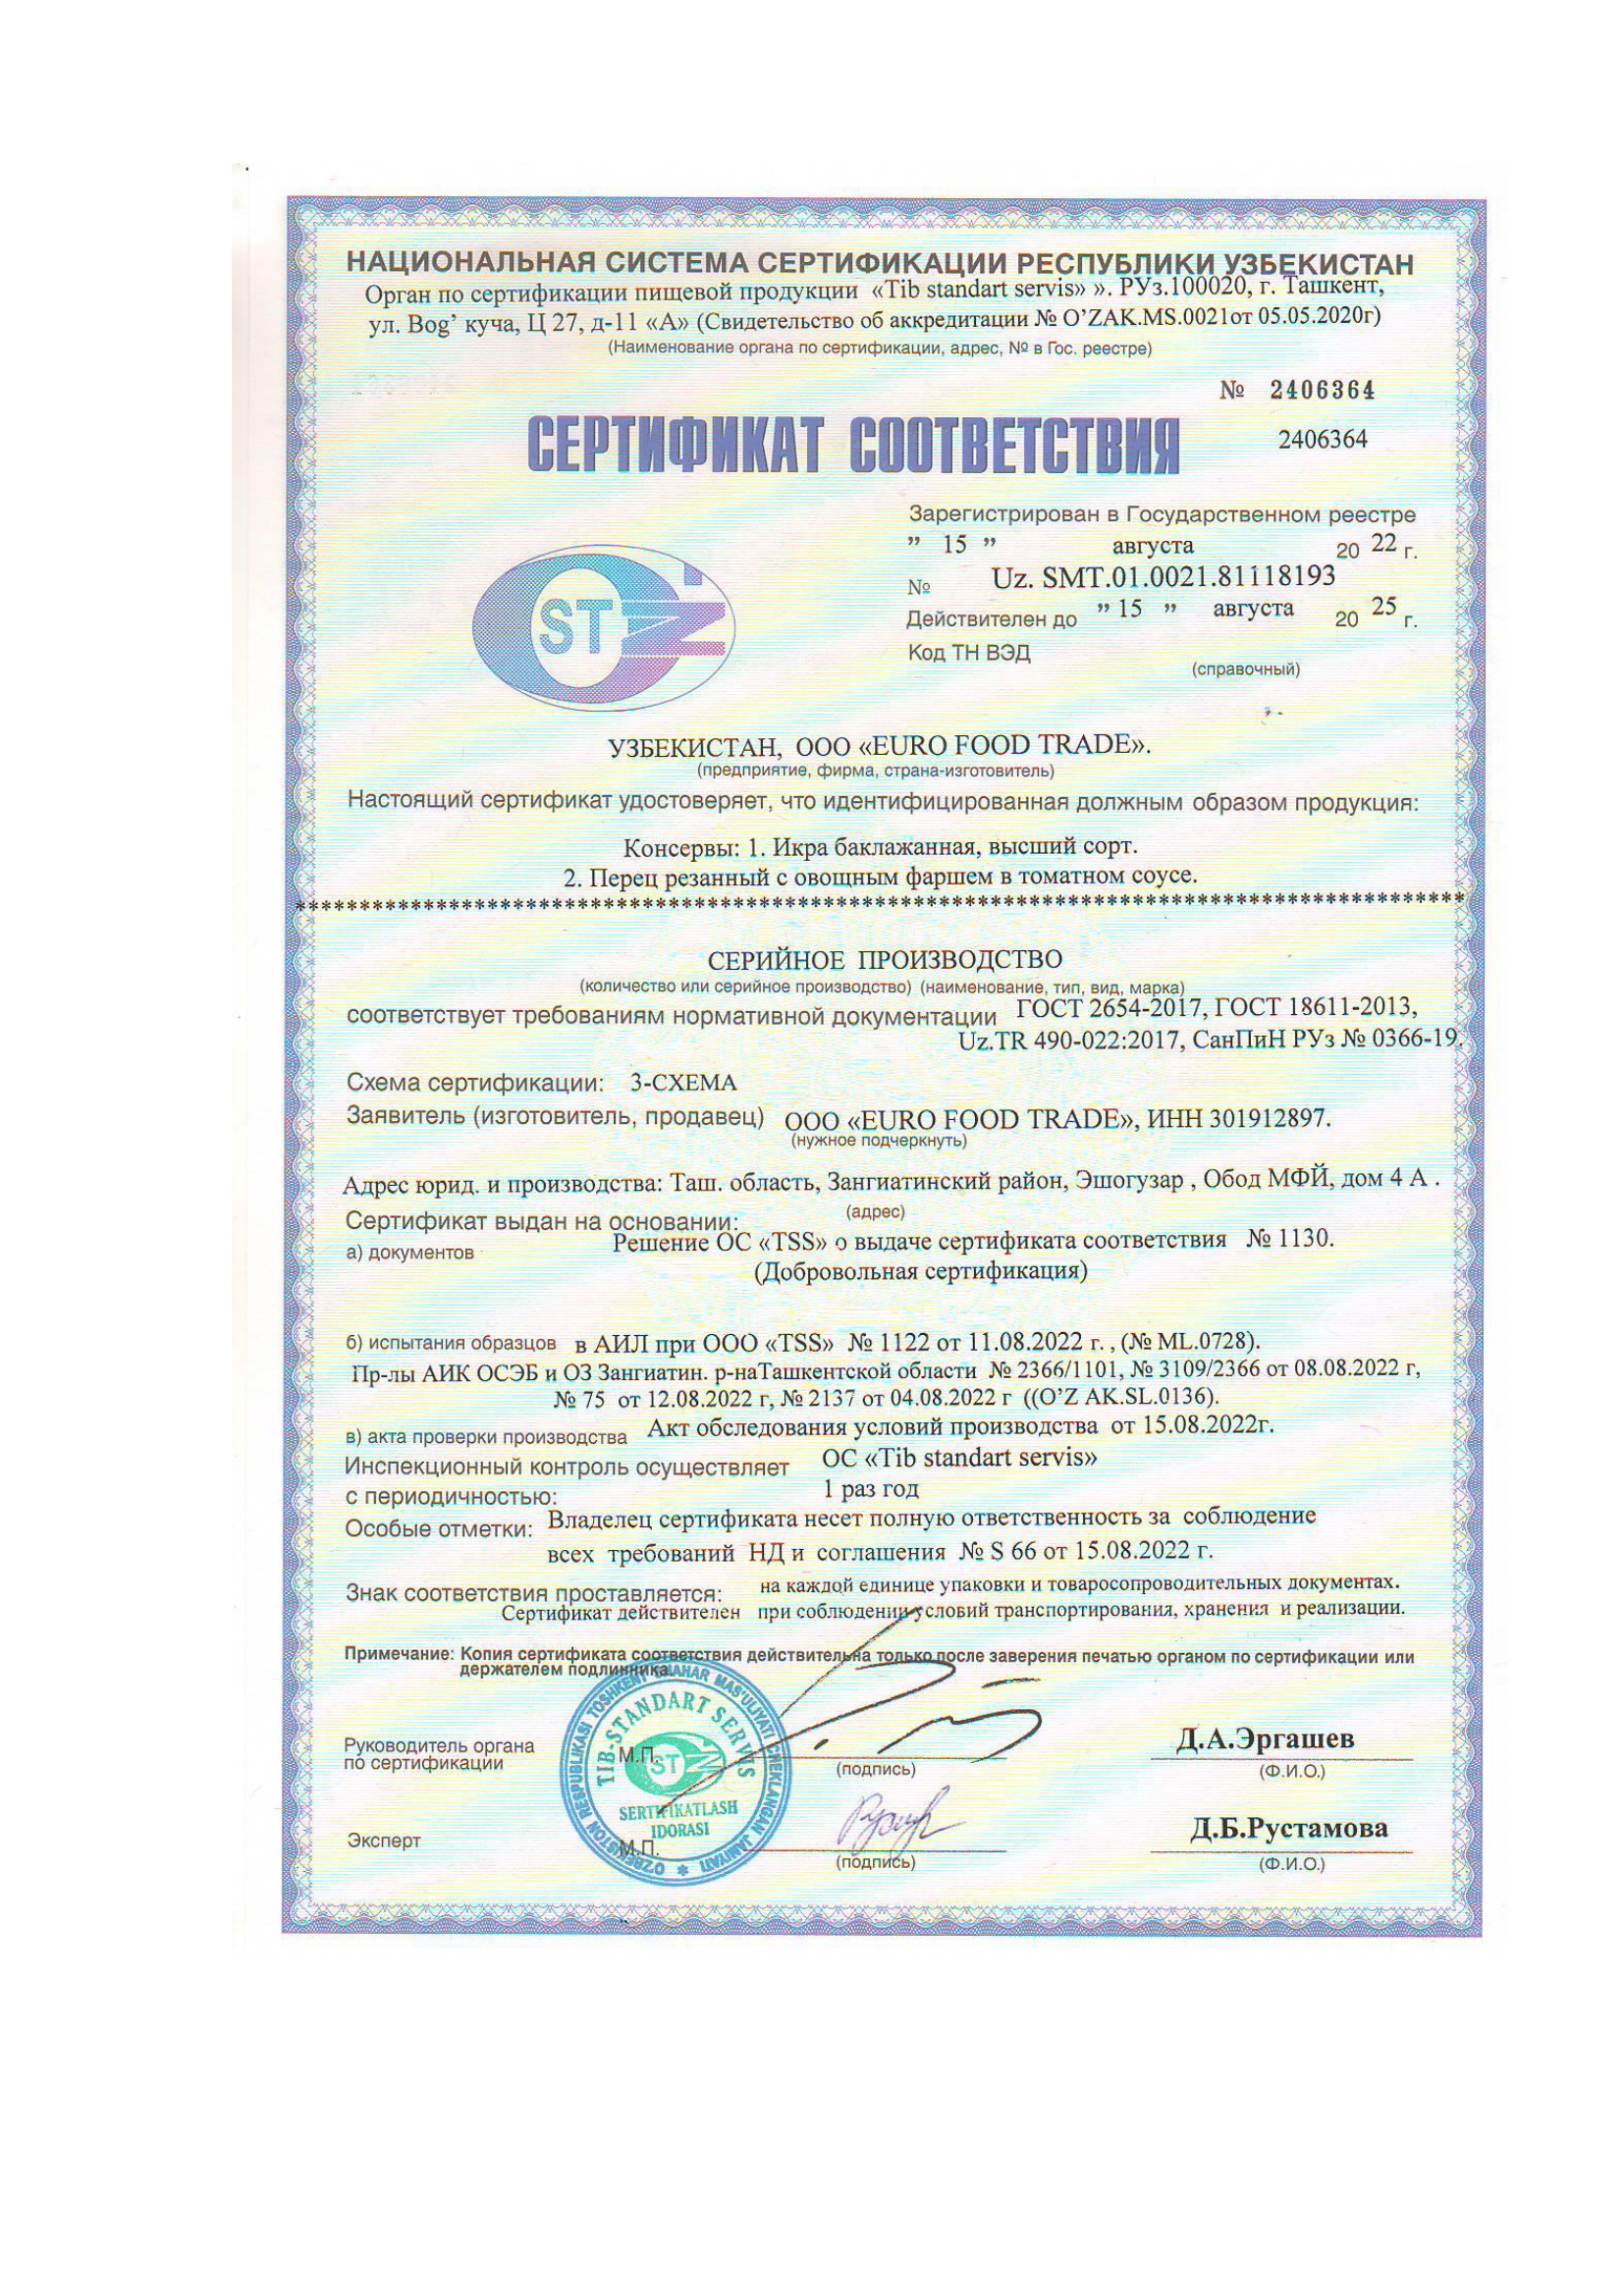 НАЦИОНАЛЬНАЯ СИСТЕМА СЕРТИФИКАЦИИ РЕСПУБЛИКИ УЗБЕКИСТАН
Орган по сертификации пищевой продукции «Tib standart servis» ». РУз.100020, г. Ташкент,
ул. Bog’ куча, Ц 27, д-11 «А» (Свидетельство об аккредитации № O’ZAK.MS.0021от 05.05.2020г)
(Наименование органа по сертификации, адрес, № в Гос. реестре)
№ 2406364
СЕРТИФИКАТ СООТВЕТСТВИЯ
2406364
Зарегистрирован в Государственном реестре
” 15 ” августа 20 22 г.
№ Uz. SMT.01.0021.81118193
Действителен до ” 15 ” августа 20 25 г.
Код ТН ВЭД
(справочный)
ST
УЗБЕКИСТАН, ООО «EURO FOOD TRADE».
(предприятие, фирма, страна-изготовитель)
Настоящий сертификат удостоверяет, что идентифицированная должным образом продукция:
Консервы: 1. Икра баклажанная, высший сорт.
2. Перец резанный с овощным фаршем в томатном соусе.
СЕРИЙНОЕ ПРОИЗВОДСТВО
(количество или серийное производство) (наименование, тип, вид, марка)
соответствует требованиям нормативной документации ГОСТ 2654-2017, ГОСТ 18611-2013,
Uz.TR 490-022:2017, СанПиН РУз № 0366-19.
Схема сертификации: 3-СХЕМА
Заявитель (изготовитель, продавец) ООО «EURO FOOD TRADE», ИНН 301912897.
(нужное подчеркнуть)
Адрес юрид. и производства: Таш. область, Зангиатинский район, Эшогузар , Обод МФЙ, дом 4 А .
(адрес)
Сертификат выдан на основании:
а) документов Решение ОС «TSS» о выдаче сертификата соответствия № 1130.
(Добровольная сертификация)
б) испытания образцов в АИЛ при ООО «TSS» № 1122 от 11.08.2022 г. , (№ ML.0728).
Пр-лы АИК ОСЭБ и ОЗ Зангиатин. р-наТашкентской области № 2366/1101, № 3109/2366 от 08.08.2022 г,
№ 75 от 12.08.2022 г, № 2137 от 04.08.2022 г ((O’Z AK.SL.0136).
в) акта проверки производства Акт обследования условий производства от 15.08.2022г.
Инспекционный контроль осуществляет ОС «Tib standart servis»
с периодичностью: 1 раз год
Особые отметки: Владелец сертификата несет полную ответственность за соблюдение
всех требований НД и соглашения № S 66 от 15.08.2022 г.
Знак соответствия проставляется: на каждой единице упаковки и товаросопроводительных документах.
Сертификат действителен при соблюдении условий транспортирования, хранения и реализации.
Примечание: Копия сертификата соответствия действительна только после заверения печатью органом по сертификации или
держателем подлинника.
Руководитель органа
по сертификации
М.П.
(подпись)
Д.А.Эргашев
(Ф.И.О.)
Эксперт
М.П.
(подпись)
Д.Б.Рустамова
(Ф.И.О.)
O'ZBEKISTON RESPUBLIKASI TOSHKENT SHAHAR MAS'ULIYATI CHEKLANGAN JAMIYATI
TIB-STANDART SERVIS
ST
SERTIFIKATLASH
IDORASI